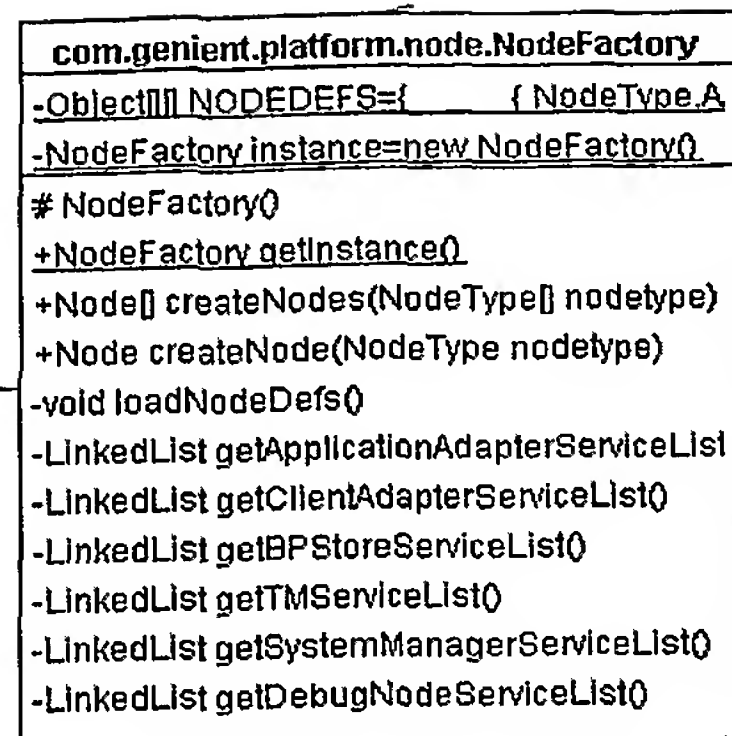 com.genient.platform.node.NodeFactory
-Object[][] NODEDEFS={ { NodeType.A
-NodeFactory instance=new NodeFactory()
# NodeFactory()
+NodeFactory getInstance()
+Node[] createNodes(NodeType[] nodetype)
+Node createNode(NodeType nodetype)
-void loadNodeDefs()
-LinkedList getApplicationAdapterServiceList
-LinkedList getClientAdapterServiceList()
-LinkedList getBPStoreServiceList()
-LinkedList getTMServiceList()
-LinkedList getSystemManagerServiceList()
-LinkedList getDebugNodeServiceList()